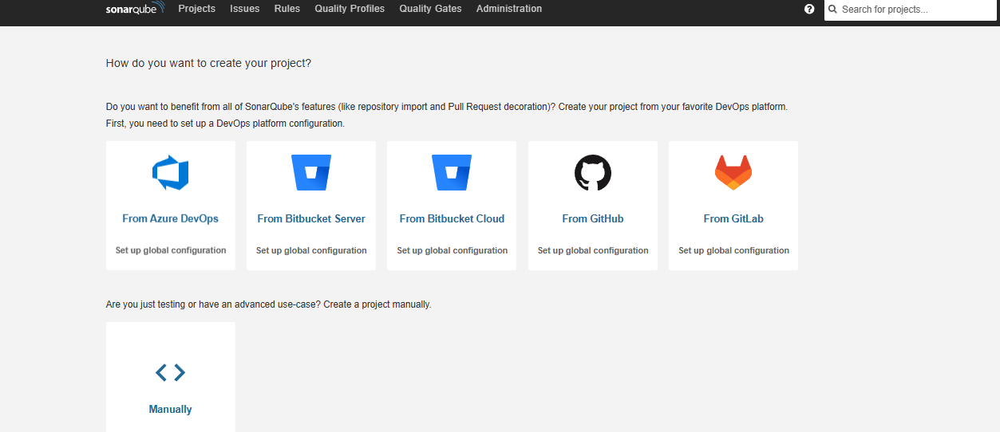 sonarqube Projects Issues Rules Quality Profiles Quality Gates Administration ? Search for projects...
How do you want to create your project?
Do you want to benefit from all of SonarQube's features (like repository import and Pull Request decoration)? Create your project from your favorite DevOps platform.
First, you need to set up a DevOps platform configuration.
From Azure DevOps From Bitbucket Server From Bitbucket Cloud From GitHub From GitLab
Set up global configuration Set up global configuration Set up global configuration Set up global configuration Set up global configuration
Are you just testing or have an advanced use-case? Create a project manually.
Manually